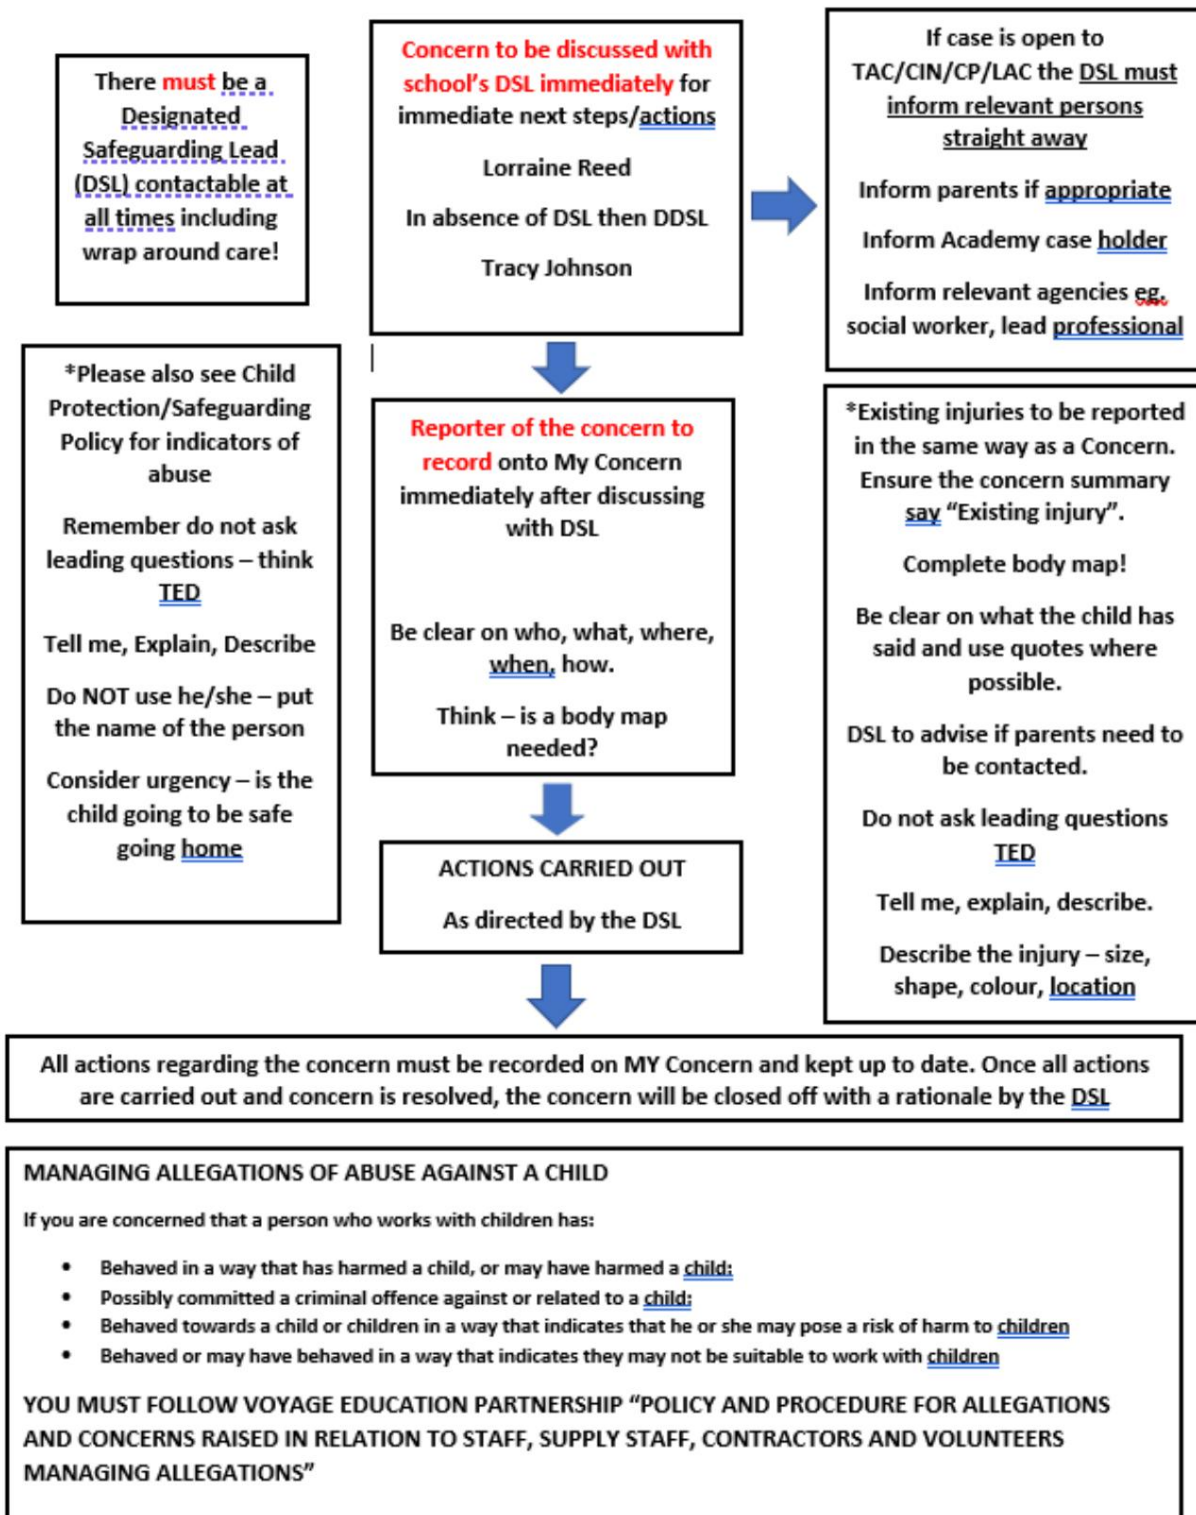 There must be a
Designated
Safeguarding Lead
(DSL) contactable at
all times including
wrap around care!
Concern to be discussed with
school's DSL immediately for
immediate next steps/actions
Lorraine Reed
In absence of DSL then DDSL
Tracy Johnson
If case is open to
TAC/CIN/CP/LAC the DSL must
inform relevant persons
straight away
Inform parents if appropriate
Inform Academy case holder
Inform relevant agencies eg.
social worker, lead professional
*Please also see Child
Protection/Safeguarding
Policy for indicators of
abuse
Remember do not ask
leading questions – think
TED
Tell me, Explain, Describe
Do NOT use he/she – put
the name of the person
Consider urgency – is the
child going to be safe
going home
Reporter of the concern to
record onto My Concern
immediately after discussing
with DSL
Be clear on who, what, where,
when, how.
Think – is a body map
needed?
*Existing injuries to be reported
in the same way as a Concern.
Ensure the concern summary
say “Existing injury”.
Complete body map!
Be clear on what the child has
said and use quotes where
possible.
DSL to advise if parents need to
be contacted.
Do not ask leading questions
TED
Tell me, explain, describe.
Describe the injury – size,
shape, colour, location
ACTIONS CARRIED OUT
As directed by the DSL
All actions regarding the concern must be recorded on MY Concern and kept up to date. Once all actions
are carried out and concern is resolved, the concern will be closed off with a rationale by the DSL
MANAGING ALLEGATIONS OF ABUSE AGAINST A CHILD
If you are concerned that a person who works with children has:
• Behaved in a way that has harmed a child, or may have harmed a child;
• Possibly committed a criminal offence against or related to a child;
• Behaved towards a child or children in a way that indicates that he or she may pose a risk of harm to children
• Behaved or may have behaved in a way that indicates they may not be suitable to work with children
YOU MUST FOLLOW VOYAGE EDUCATION PARTNERSHIP “POLICY AND PROCEDURE FOR ALLEGATIONS
AND CONCERNS RAISED IN RELATION TO STAFF, SUPPLY STAFF, CONTRACTORS AND VOLUNTEERS
MANAGING ALLEGATIONS”